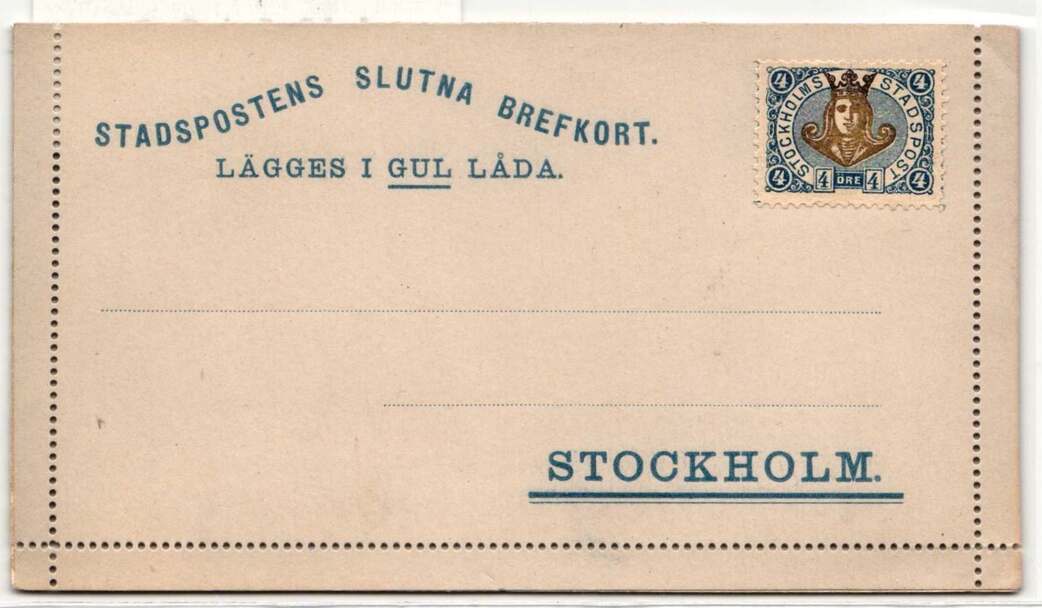 STADSPOSTENS SLUTNA BREFKORT.
LÄGGES I GUL LÅDA.
4 4
STOCKHOLMS STADSPOST
4 ÖRE 4
4 4
STOCKHOLM.